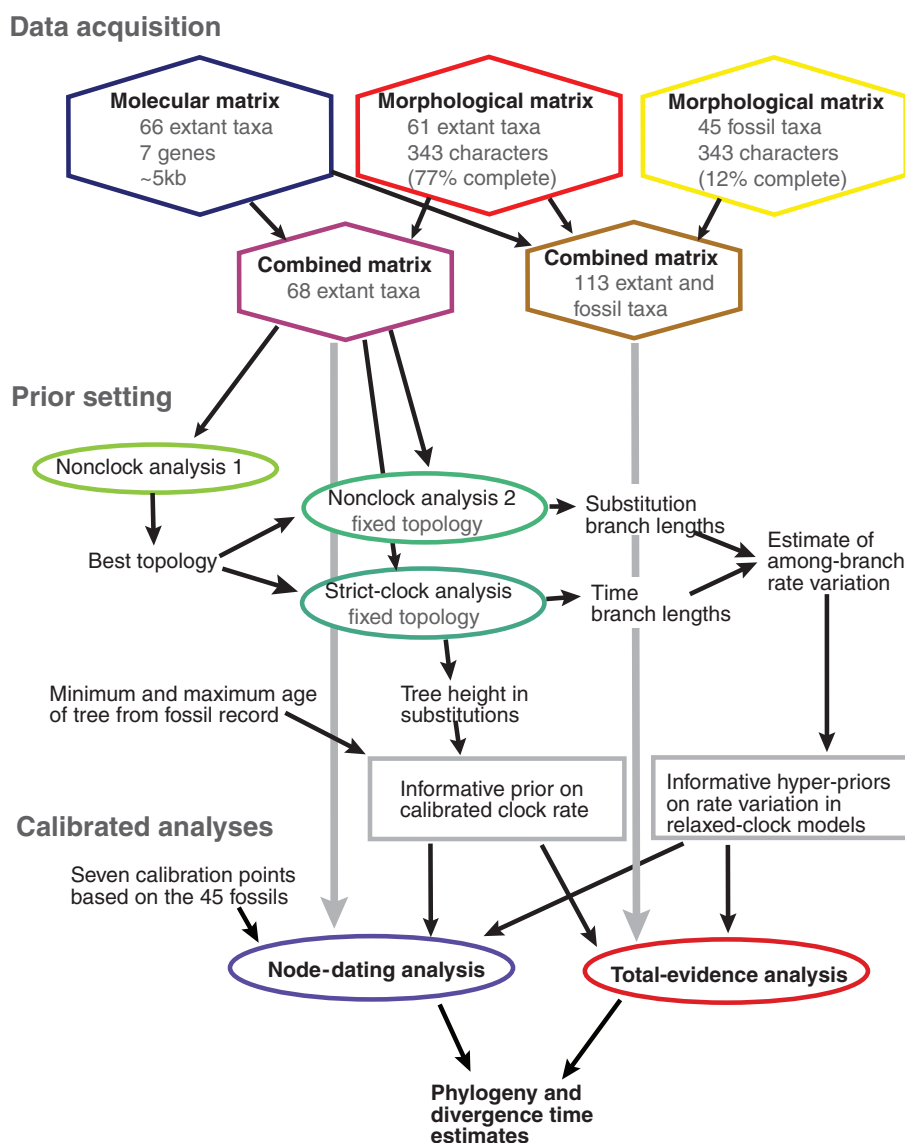 Data acquisition
Molecular matrix
66 extant taxa
7 genes
~5kb
Morphological matrix
61 extant taxa
343 characters
(77% complete)
Morphological matrix
45 fossil taxa
343 characters
(12% complete)
Combined matrix
68 extant taxa
Combined matrix
113 extant and
fossil taxa
Prior setting
Nonclock analysis 1
Best topology
Nonclock analysis 2
fixed topology
Strict-clock analysis
fixed topology
Substitution
branch lengths
Time
branch lengths
Estimate of
among-branch
rate variation
Minimum and maximum age
of tree from fossil record
Tree height in
substitutions
Informative prior on
calibrated clock rate
Informative hyper-priors
on rate variation in
relaxed-clock models
Calibrated analyses
Seven calibration points
based on the 45 fossils
Node-dating analysis
Total-evidence analysis
Phylogeny and
divergence time
estimates